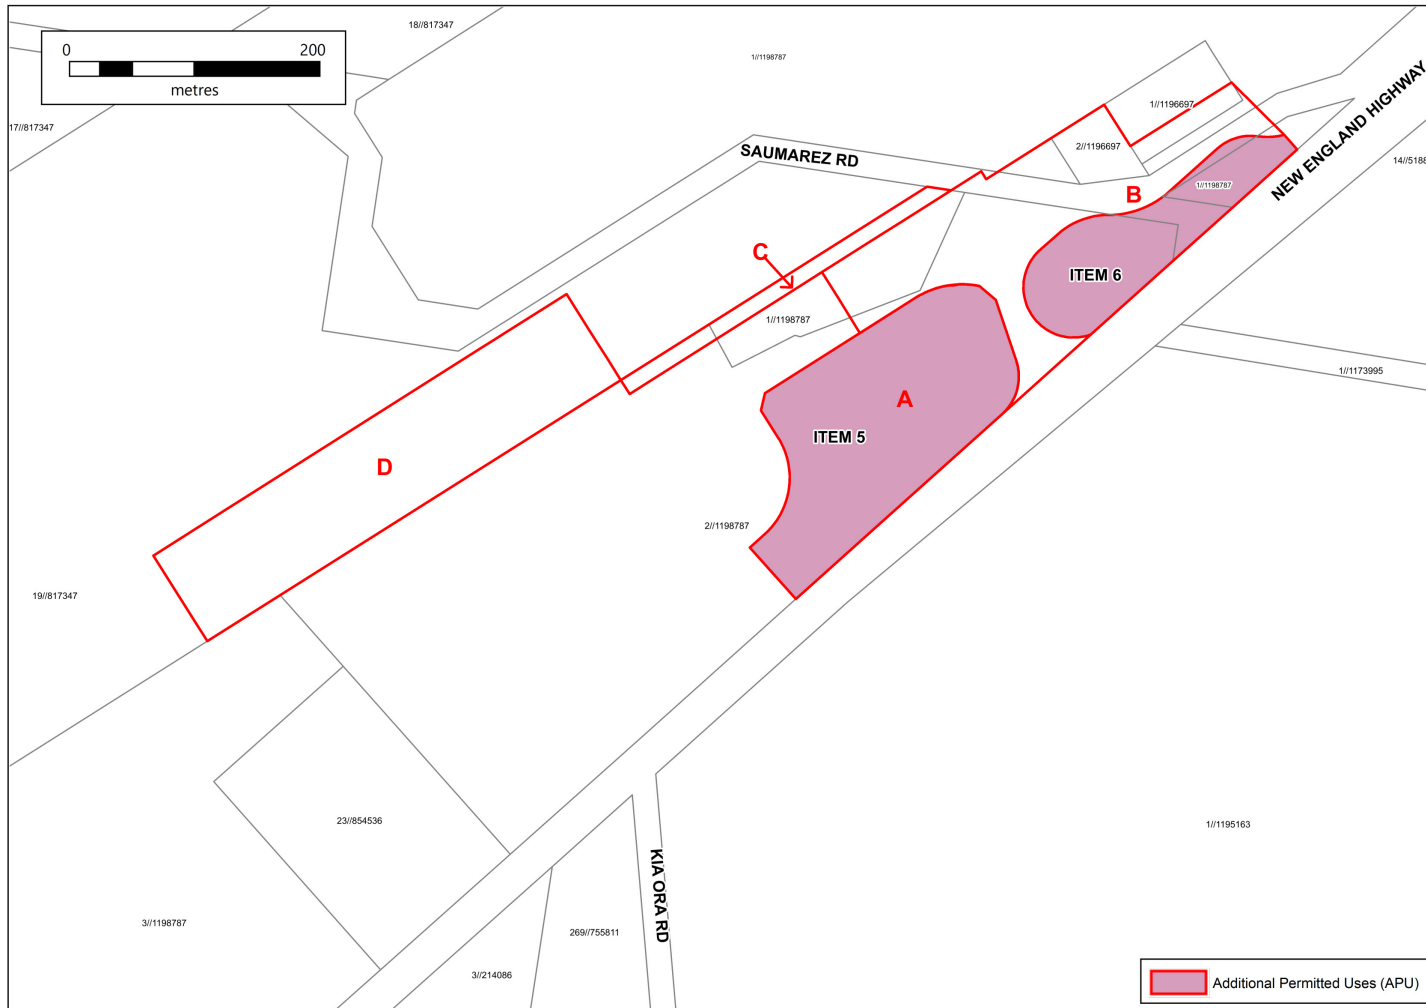 18//817347
0 200
metres
1//1198787
17//817347
1//1196697
2//1196697
SAUMAREZ RD
NEW ENGLAND HIGHWAY
14//5188
1//1198787
B
C
ITEM 6
1//1198787
1//1173995
A
ITEM 5
D
2//1198787
19//817347
23//854536
1//1195163
KIA ORA RD
3//1198787
269//755811
3//214086
Additional Permitted Uses (APU)